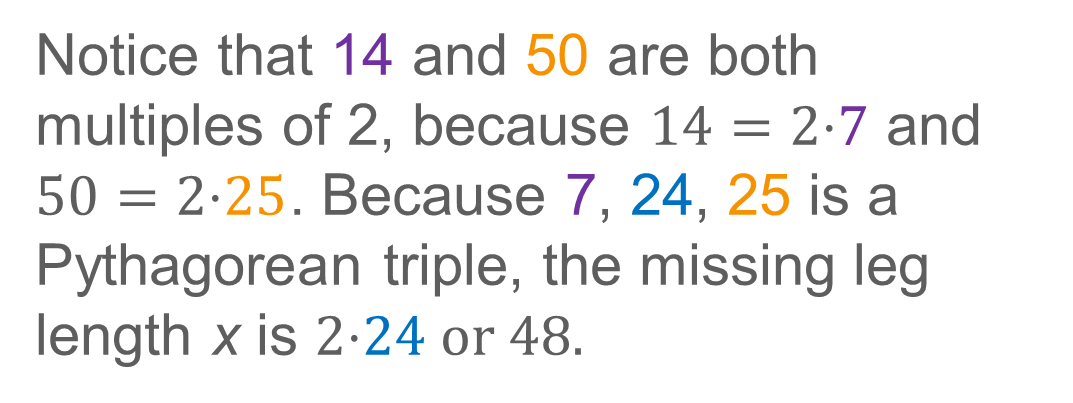 Notice that 14 and 50 are both
multiples of 2, because 14 = 2·7 and
50 = 2·25. Because 7, 24, 25 is a
Pythagorean triple, the missing leg
length x is 2·24 or 48.